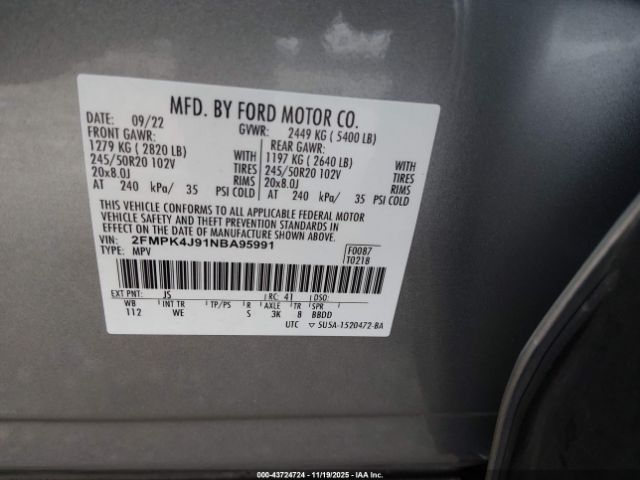 MFD. BY FORD MOTOR CO.
DATE: 09/22 GVWR: 2449 KG ( 5400 LB)
FRONT GAWR: REAR GAWR:
1279 KG ( 2820 LB) WITH 1197 KG ( 2640 LB) WITH
245/50R20 102V TIRES 245/50R20 102V TIRES
20x8.0J RIMS 20x8.0J RIMS
AT 240 kPa/ 35 PSI COLD AT 240 kPa/ 35 PSI COLD
THIS VEHICLE CONFORMS TO ALL APPLICABLE FEDERAL MOTOR
VEHICLE SAFETY AND THEFT PREVENTION STANDARDS IN
EFFECT ON THE DATE OF MANUFACTURE SHOWN ABOVE.
VIN: 2FMPK4J91NBA95991 F0087
TYPE: MPV T0218
EXT PNT: JS RC: 41 DSO:
WB INT TR TP/PS R AXLE TR SPR
112 WE S 3K 8 BBDD
UTC ▽ 5U5A-1520472-BA
00-43724724 - 11/19/2025 - IAA Inc.